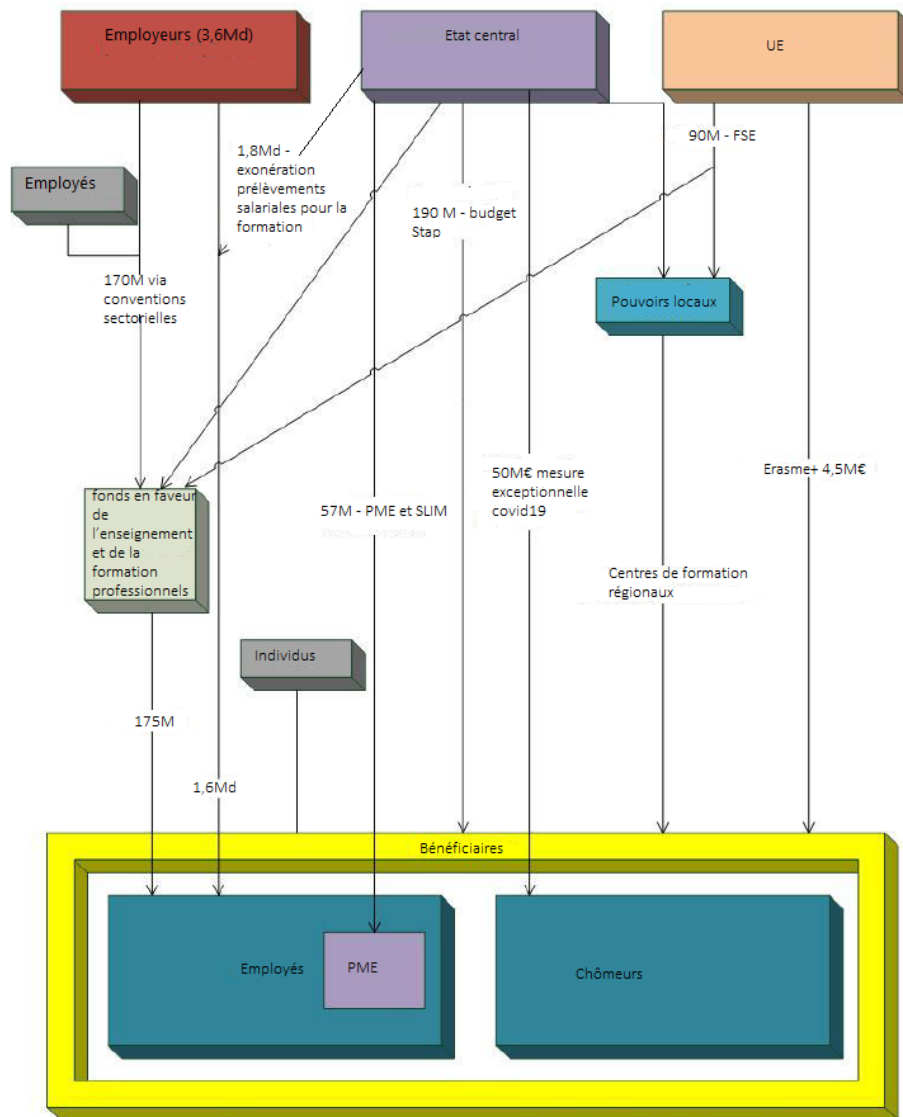 Employeurs (3,6Md)
Etat central
UE
90M - FSE
1,8Md -
exonération
prélèvements
salariales pour la
formation
Employés
190 M - budget
Stap
170M via
conventions
sectorielles
Pouvoirs locaux
50M€ mesure
exceptionnelle
covid19
Erasme+ 4,5M€
fonds en faveur
de
l'enseignement
et de la
formation
professionnels
57M - PME et SLIM
Centres de formation
régionaux
Individus
175M
1,6Md
Bénéficiaires
Employés
PME
Chômeurs